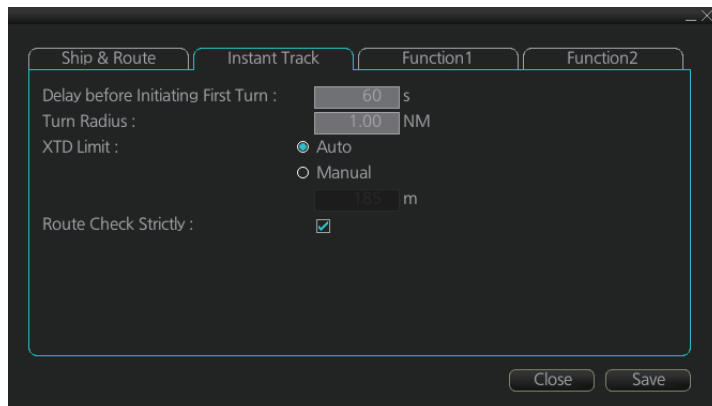 Ship & Route Instant Track Function1 Function2
Delay before Initiating First Turn : 60 s
Turn Radius : 1.00 NM
XTD Limit : Auto
Manual
185 m
Route Check Strictly :
Close Save